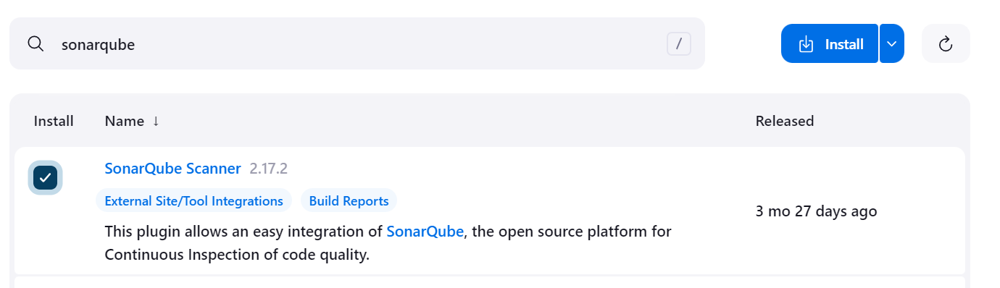 sonarqube
/
Install
Install
Name ↓
Released
SonarQube Scanner 2.17.2
External Site/Tool Integrations
Build Reports
This plugin allows an easy integration of SonarQube, the open source platform for
Continuous Inspection of code quality.
3 mo 27 days ago